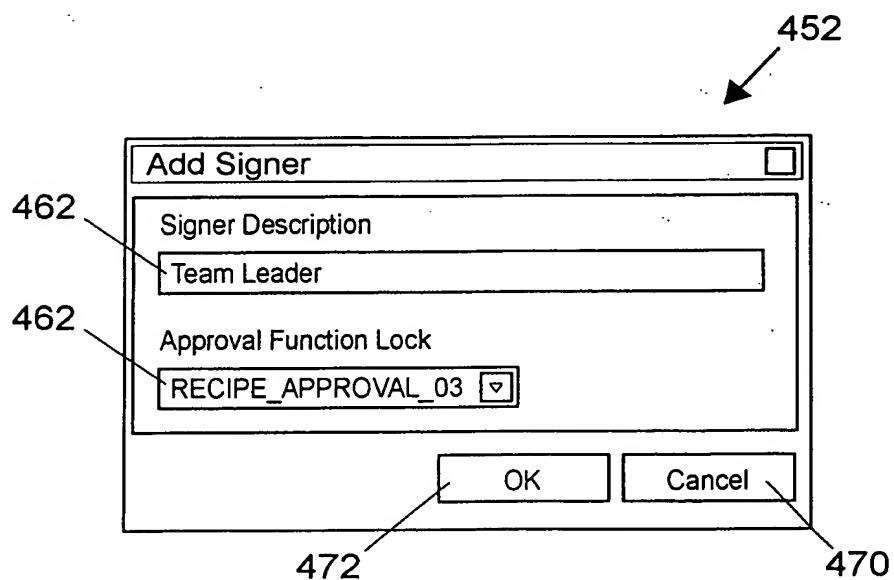 452
Add Signer
462
Signer Description
Team Leader
462
Approval Function Lock
RECIPE_APPROVAL_03
OK
Cancel
472
470